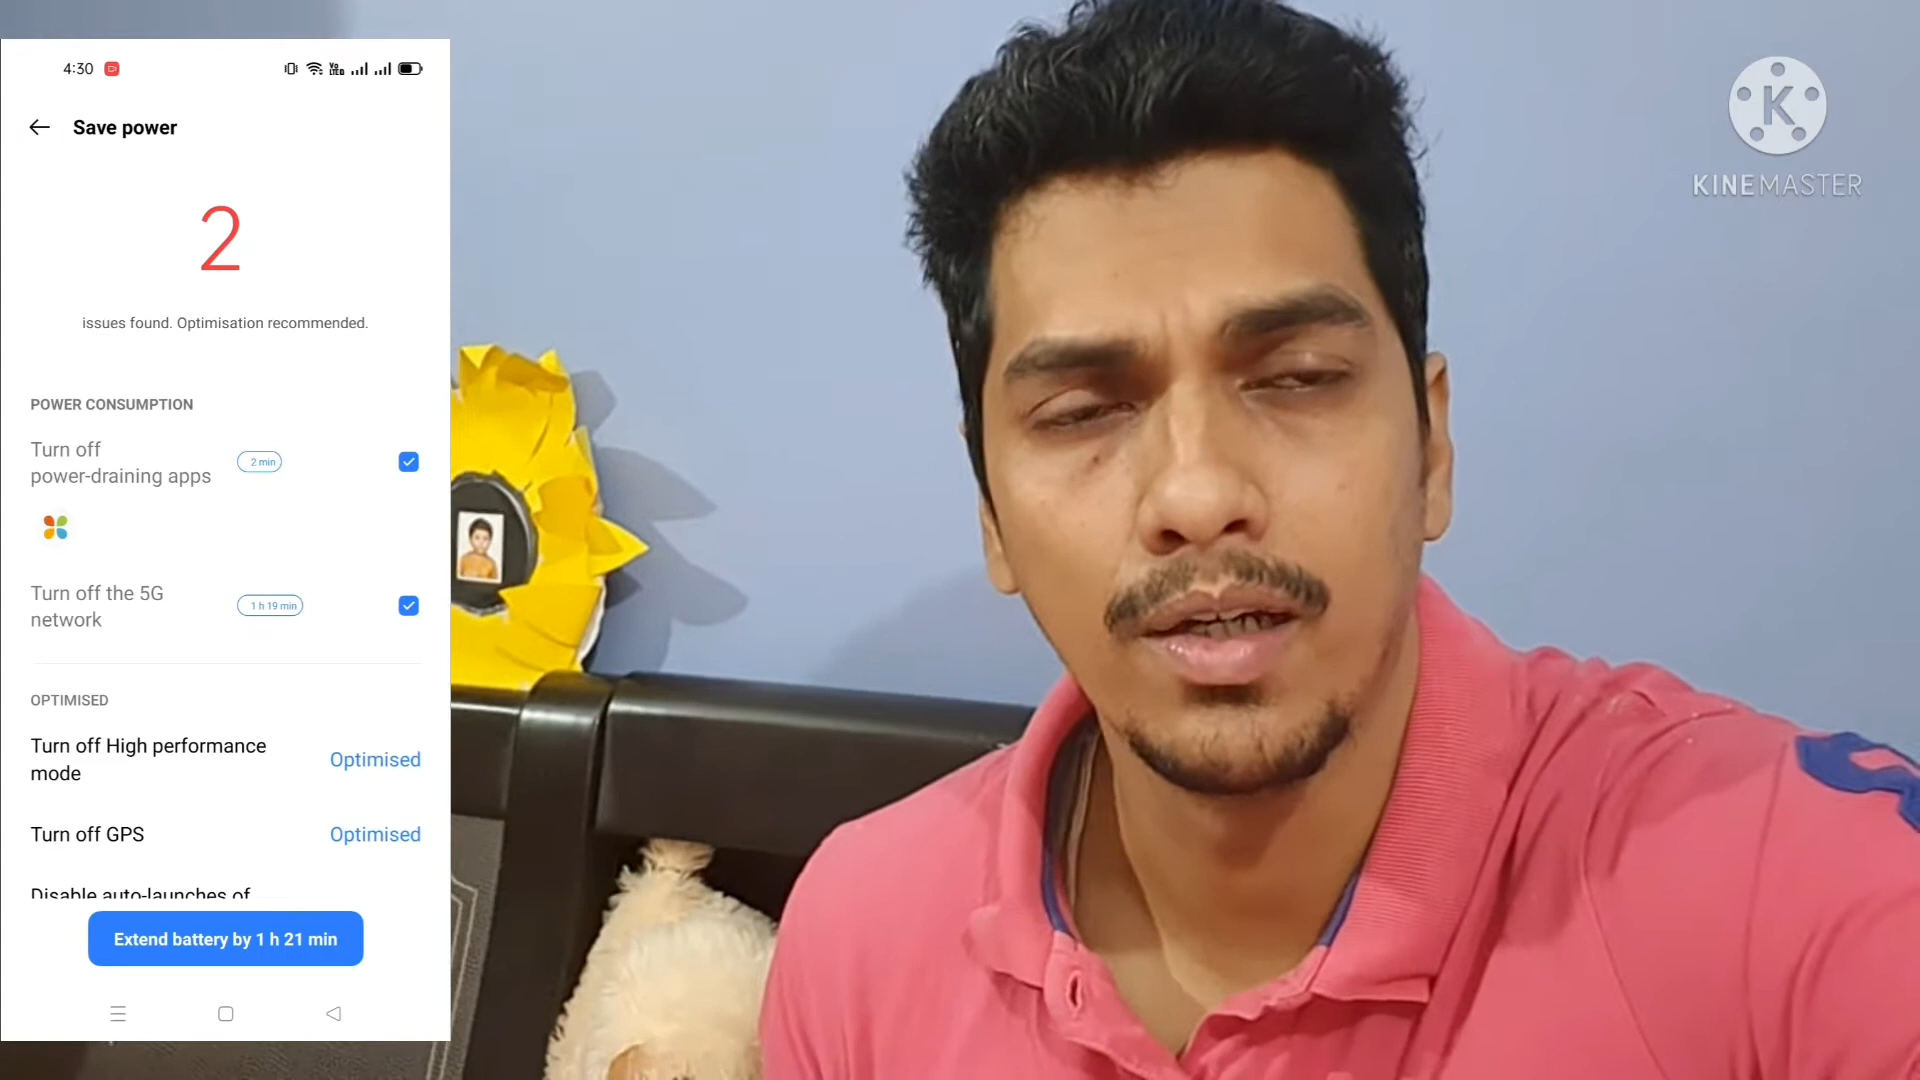 4:30
Vo
LTE
Save power
2
issues found. Optimisation recommended.
POWER CONSUMPTION
Turn off
power-draining apps
2 min
Turn off the 5G
network
1 h 19 min
OPTIMISED
Turn off High performance
mode
Optimised
Turn off GPS
Optimised
Disable auto-launches of
Extend battery by 1 h 21 min
K
KINEMASTER